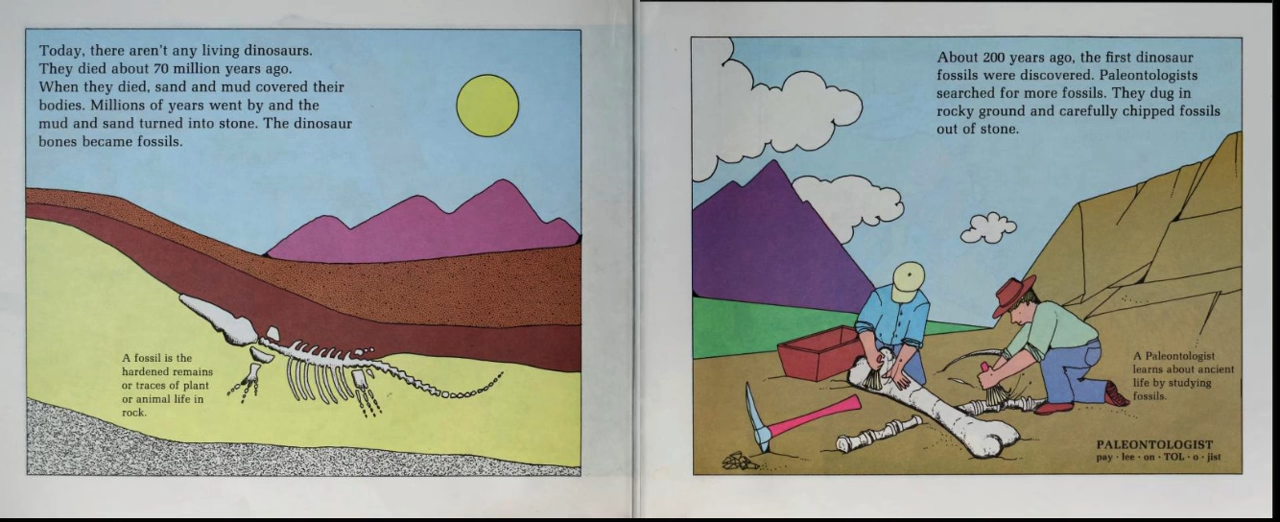 Today, there aren't any living dinosaurs.
They died about 70 million years ago.
When they died, sand and mud covered their
bodies. Millions of years went by and the
mud and sand turned into stone. The dinosaur
bones became fossils.
A fossil is the
hardened remains
or traces of plant
or animal life in
rock.
About 200 years ago, the first dinosaur
fossils were discovered. Paleontologists
searched for more fossils. They dug in
rocky ground and carefully chipped fossils
out of stone.
A Paleontologist
learns about ancient
life by studying
fossils.
PALEONTOLOGIST
pay · lee · on · TOL · o · jist